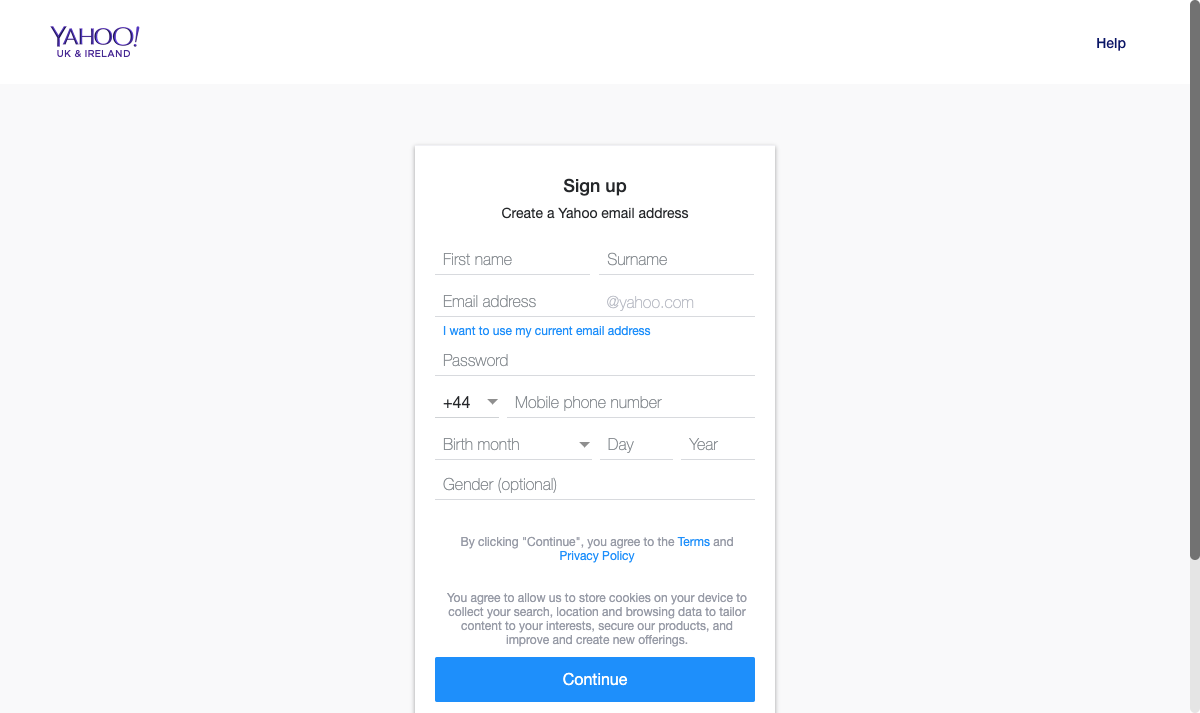 YAHOO!
UK & IRELAND
Help
Sign up
Create a Yahoo email address
First name Surname
Email address @yahoo.com
I want to use my current email address
Password
+44 Mobile phone number
Birth month Day Year
Gender (optional)
By clicking "Continue", you agree to the Terms and
Privacy Policy
You agree to allow us to store cookies on your device to
collect your search, location and browsing data to tailor
content to your interests, secure our products, and
improve and create new offerings.
Continue